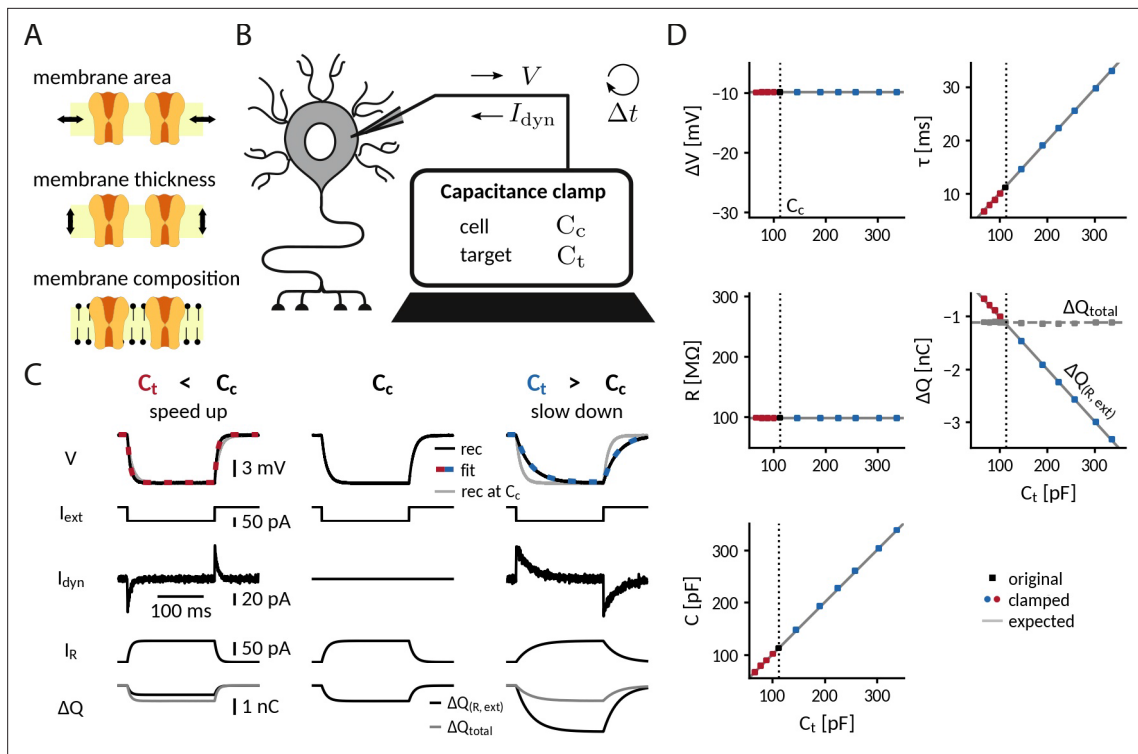 A
membrane area
membrane thickness
membrane composition
B
V
I_dyn
Δt
Capacitance clamp
cell C_c
target C_t
C
C_t < C_c
speed up
C_c
C_t > C_c
slow down
V
3 mV
rec
fit
rec at C_c
I_ext
50 pA
I_dyn
100 ms
20 pA
I_R
50 pA
ΔQ
1 nC
ΔQ_(R, ext)
ΔQ_total
D
ΔV [mV]
−10
−20
−30
C_c
100 200 300
τ [ms]
30
20
10
100 200 300
R [MΩ]
300
200
100
100 200 300
ΔQ [nC]
−1
−2
−3
ΔQ_total
ΔQ_(R, ext)
100 200 300
C_t [pF]
C [pF]
300
200
100
100 200 300
C_t [pF]
original
clamped
expected